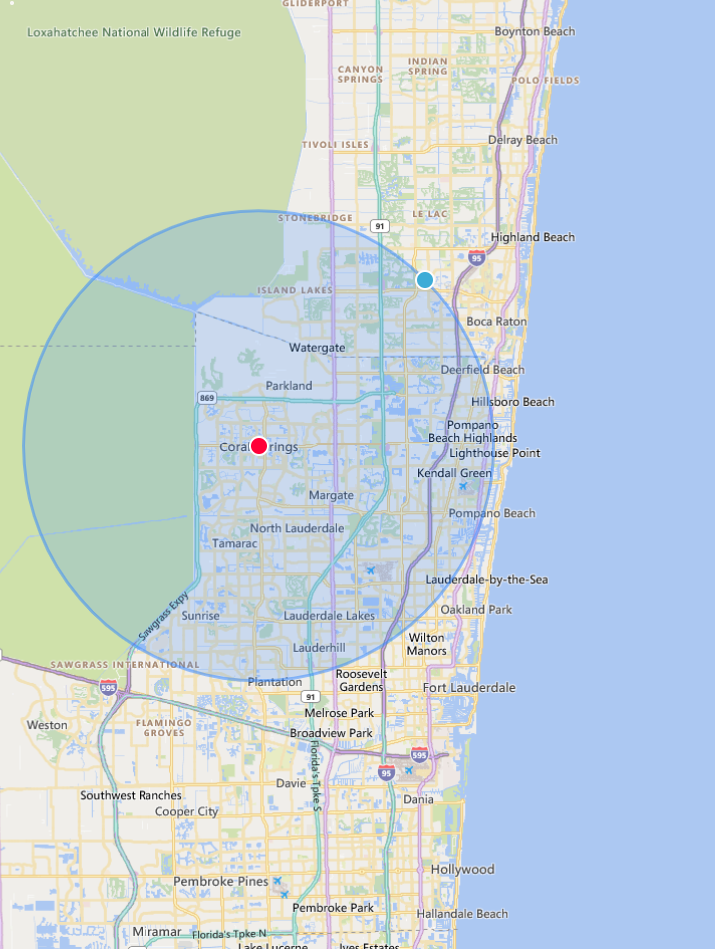 GLIDERPORT
Loxahatchee National Wildlife Refuge
Boynton Beach
INDIAN
SPRING
CANYON
SPRINGS
POLO FIELDS
Delray Beach
TIVOLI ISLES
STONEBRIDGE
LE LAC
91
Highland Beach
95
ISLAND LAKES
Boca Raton
Watergate
Deerfield Beach
Parkland
869
Hillsboro Beach
Pompano
Beach Highlands
Lighthouse Point
Kendall Green
Margate
Pompano Beach
North Lauderdale
Tamarac
Lauderdale-by-the-Sea
Sawgrass Expy
Oakland Park
Sunrise
Lauderdale Lakes
Wilton
Manors
Lauderhill
SAWGRASS INTERNATIONAL
Roosevelt
Gardens
Plantation
595
91
Fort Lauderdale
Melrose Park
Weston
FLAMINGO
GROVES
Broadview Park
595
95
Florida's Tpke S
Davie
Southwest Ranches
Dania
Cooper City
Hollywood
Pembroke Pines
Pembroke Park
Hallandale Beach
Miramar
Florida's Tpke N
Lake Lucerne
Ives Estates